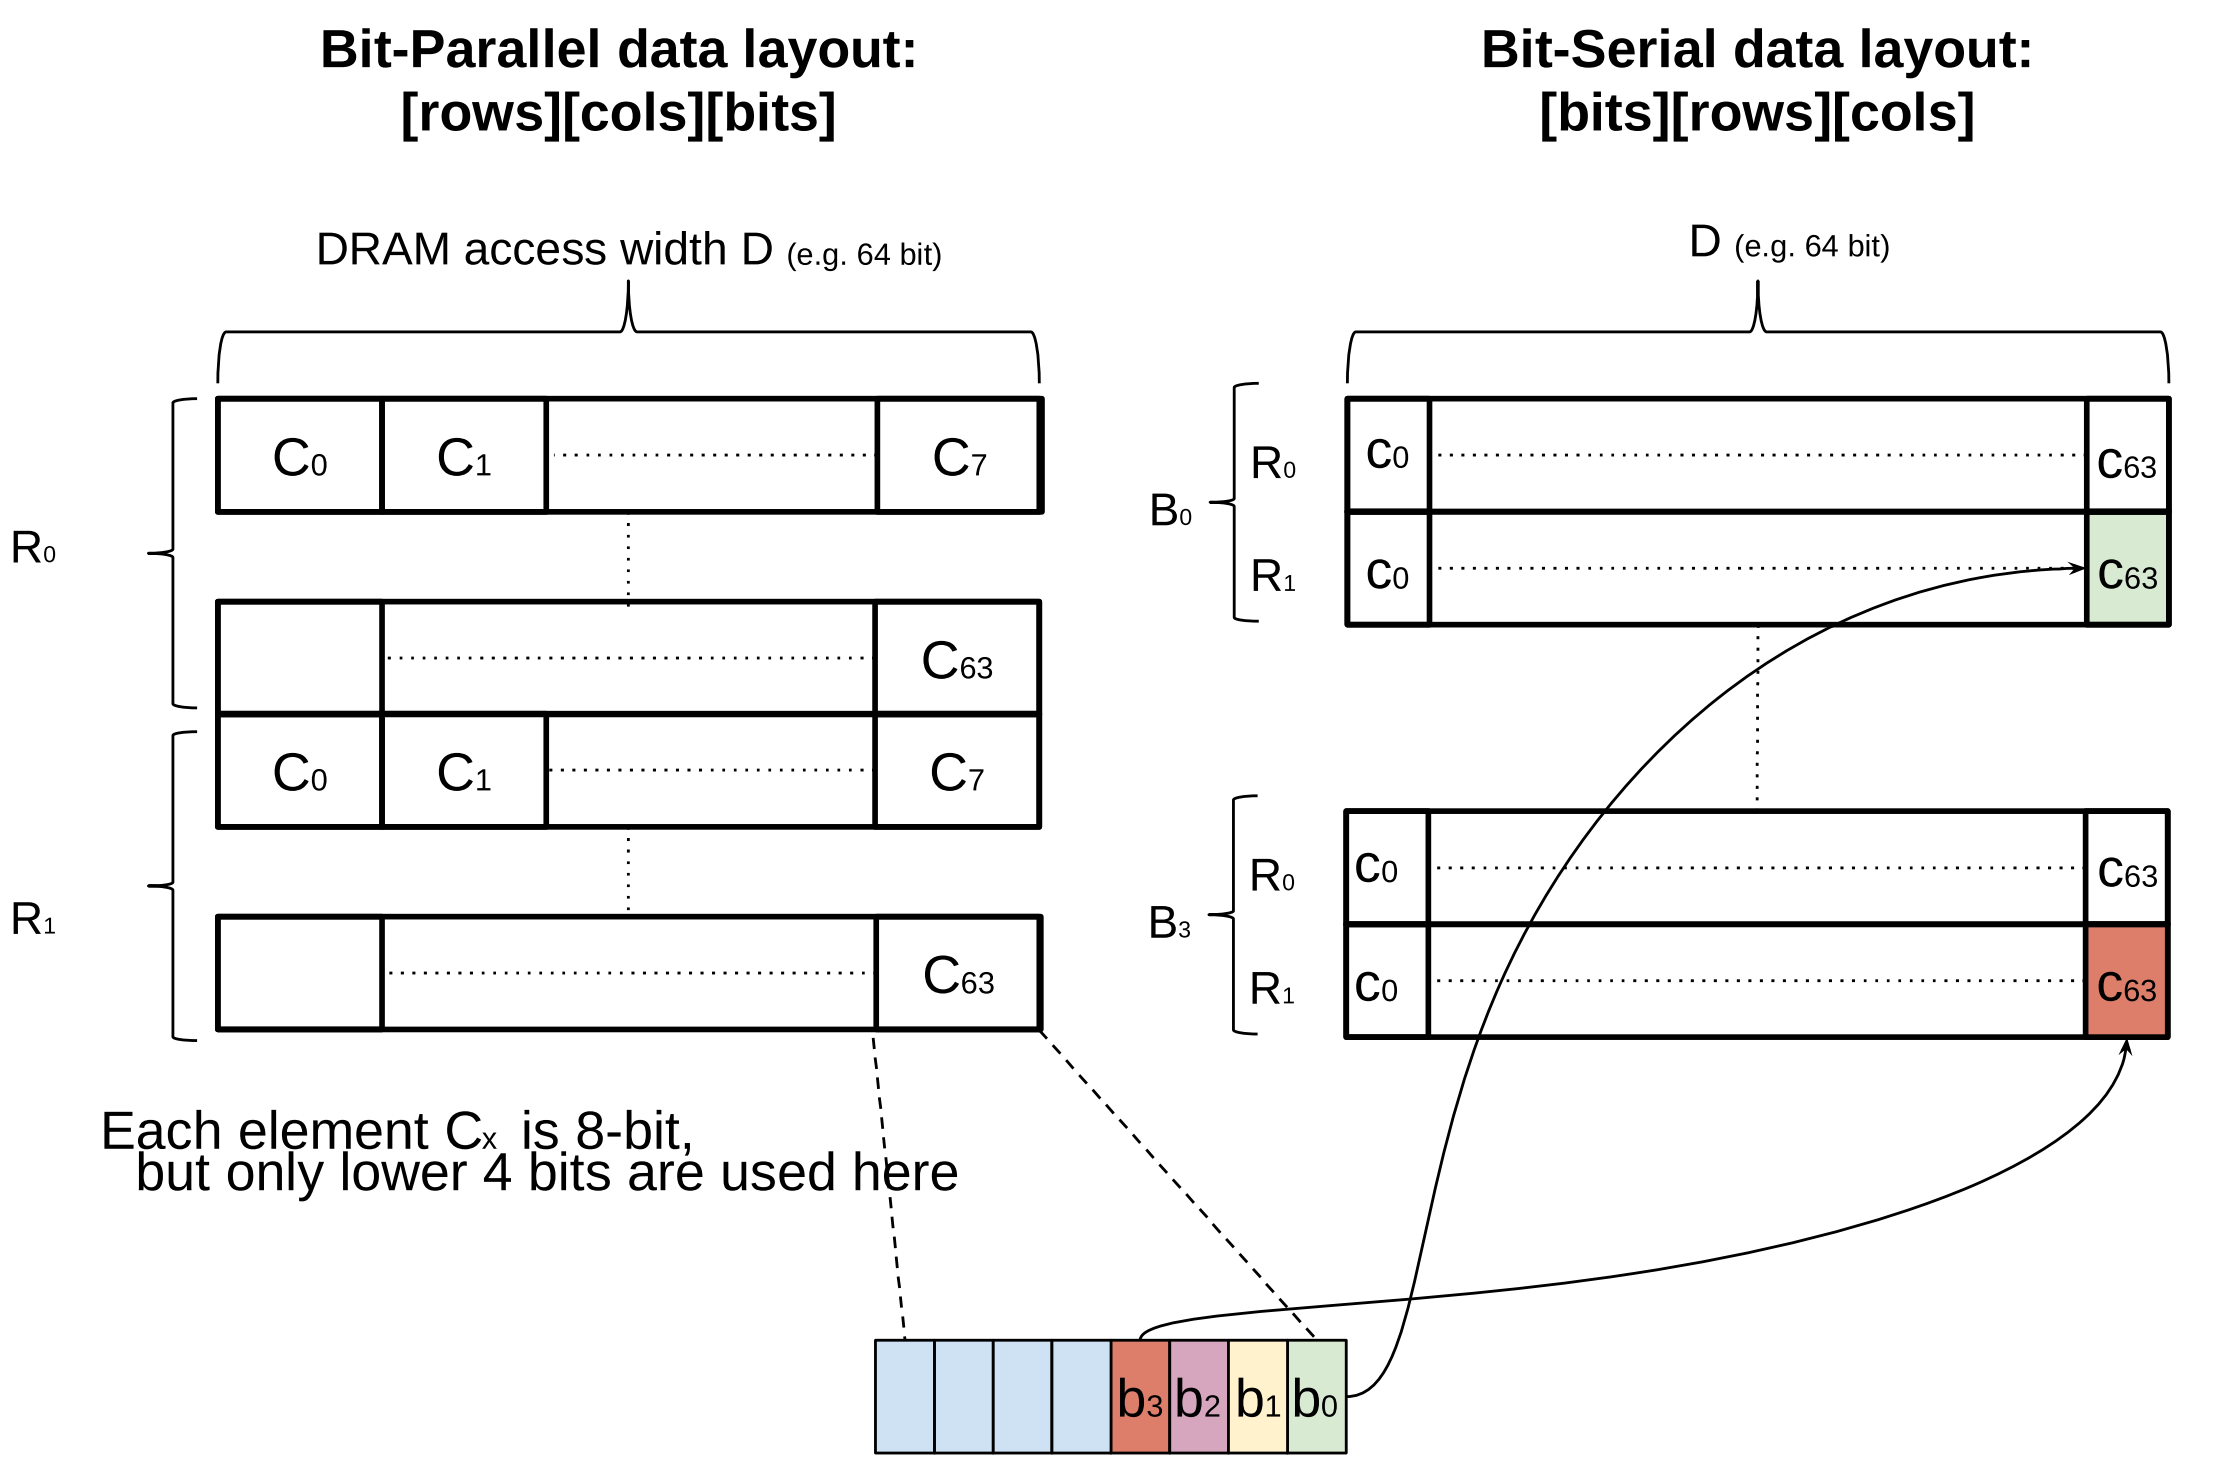 Bit-Parallel data layout:
[rows][cols][bits]
DRAM access width D (e.g. 64 bit)
R0
C0 C1 C7
C63
R1
C0 C1 C7
C63
Each element Cx is 8-bit,
but only lower 4 bits are used here
Bit-Serial data layout:
[bits][rows][cols]
D (e.g. 64 bit)
B0
R0 c0 c63
R1 c0 c63
B3
R0 c0 c63
R1 c0 c63
b3 b2 b1 b0